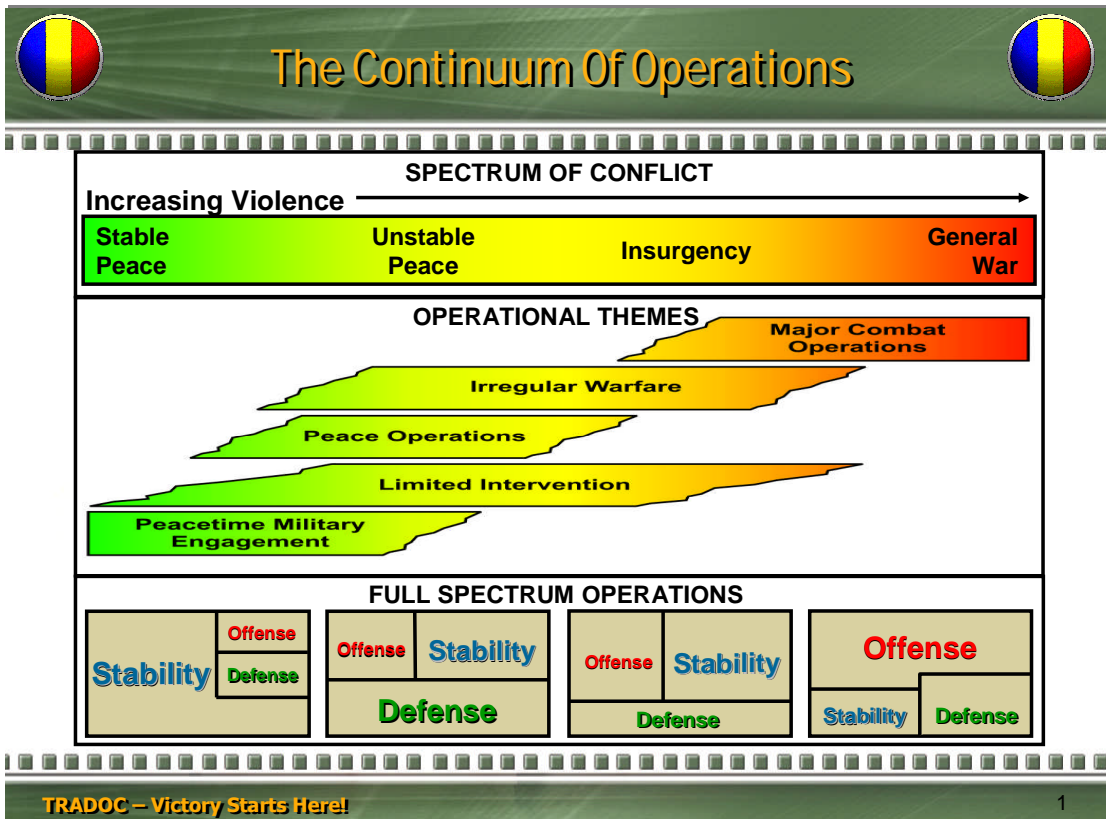 The Continuum Of Operations
SPECTRUM OF CONFLICT
Increasing Violence
Stable
Peace
Unstable
Peace
Insurgency
General
War
OPERATIONAL THEMES
Major Combat
Operations
Irregular Warfare
Peace Operations
Limited Intervention
Peacetime Military
Engagement
FULL SPECTRUM OPERATIONS
Stability
Offense
Defense
Offense
Stability
Defense
Offense
Stability
Defense
Offense
Stability
Defense
TRADOC – Victory Starts Here!
1